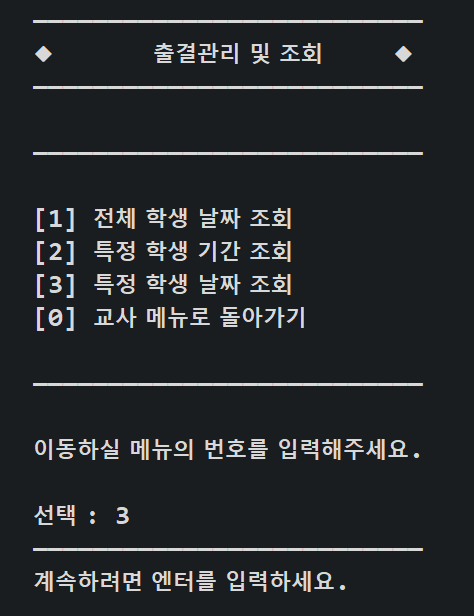 ◆ 출결관리 및 조회 ◆
[1] 전체 학생 날짜 조회
[2] 특정 학생 기간 조회
[3] 특정 학생 날짜 조회
[0] 교사 메뉴로 돌아가기
이동하실 메뉴의 번호를 입력해주세요.
선택 : 3
계속하려면 엔터를 입력하세요.